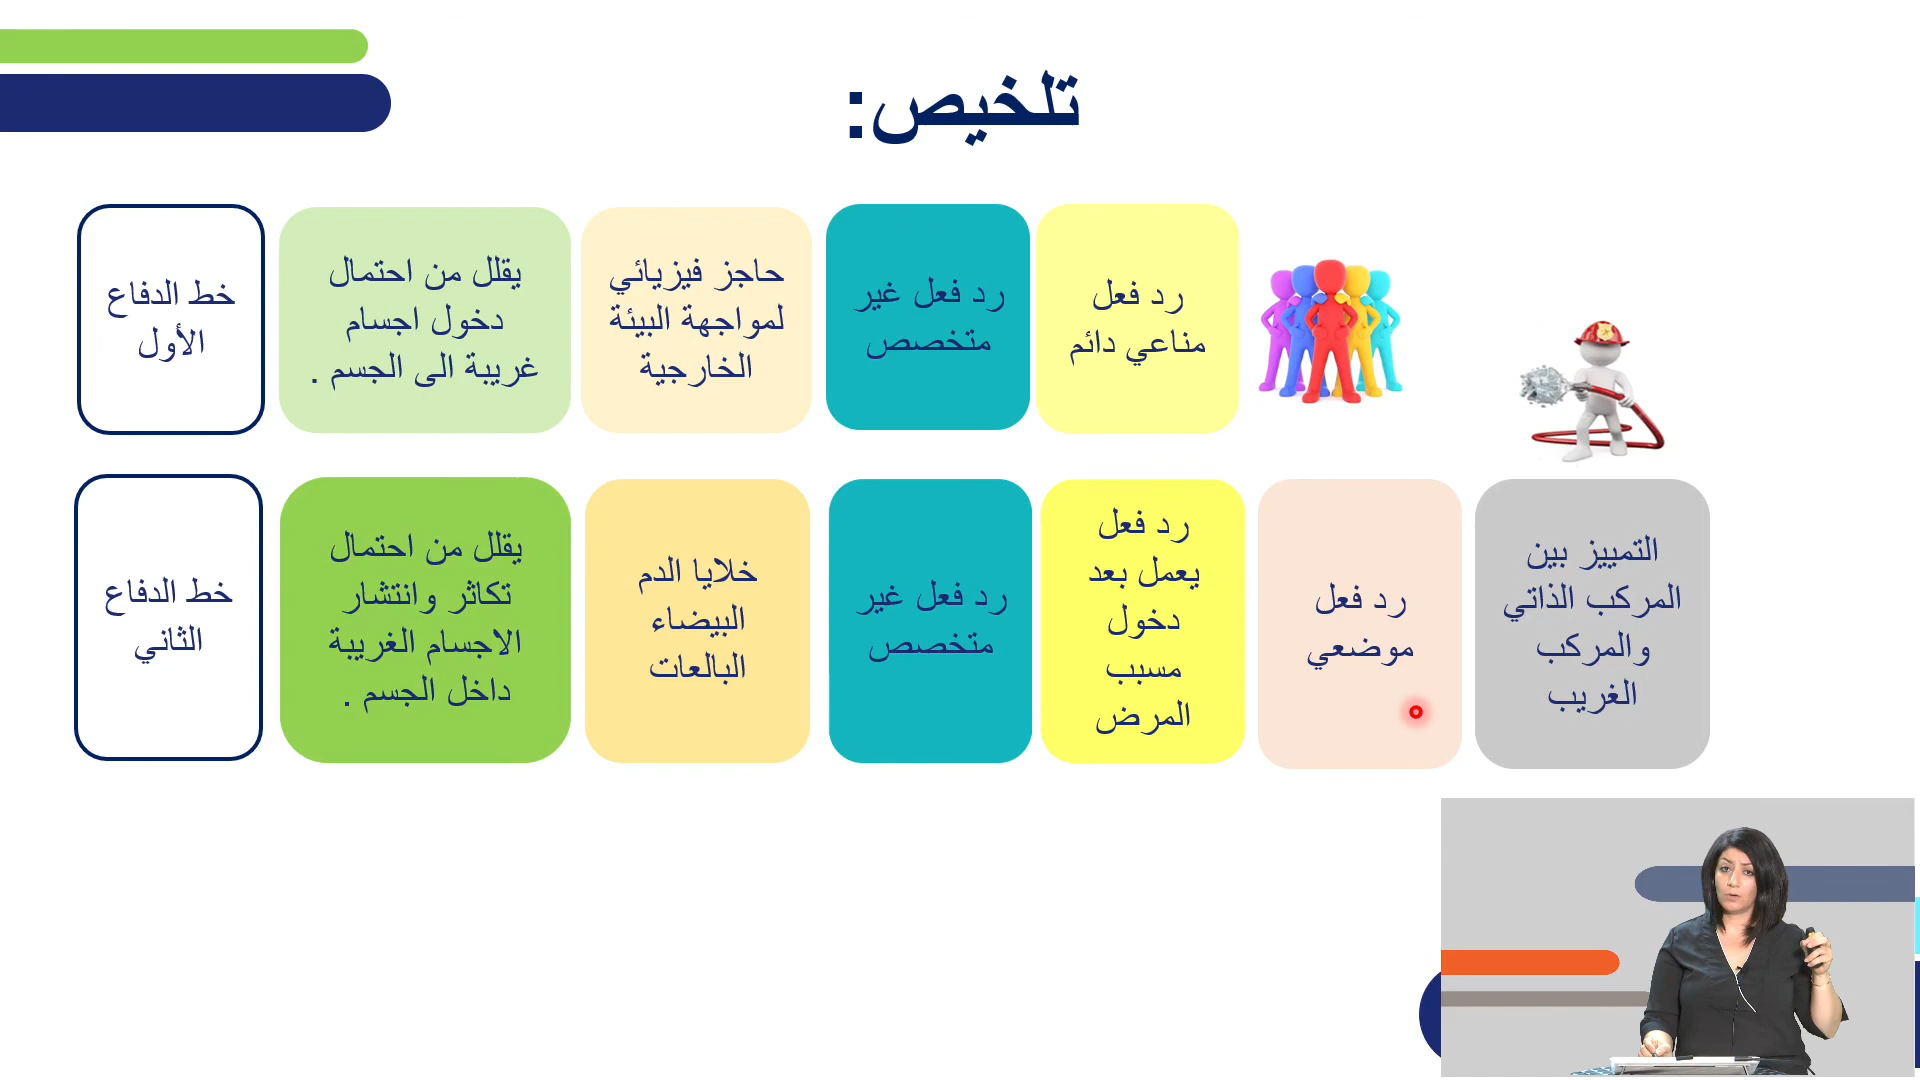 تلخيص:
خط الدفاع
الأول
يقلل من احتمال
دخول اجسام
غريبة الى الجسم .
حاجز فيزيائي
لمواجهة البيئة
الخارجية
رد فعل غير
متخصص
رد فعل
مناعي دائم
خط الدفاع
الثاني
يقلل من احتمال
تكاثر وانتشار
الاجسام الغريبة
داخل الجسم .
خلايا الدم
البيضاء
البالعات
رد فعل غير
متخصص
رد فعل
يعمل بعد
دخول
مسبب
المرض
رد فعل
موضعي
التمييز بين
المركب الذاتي
والمركب
الغريب